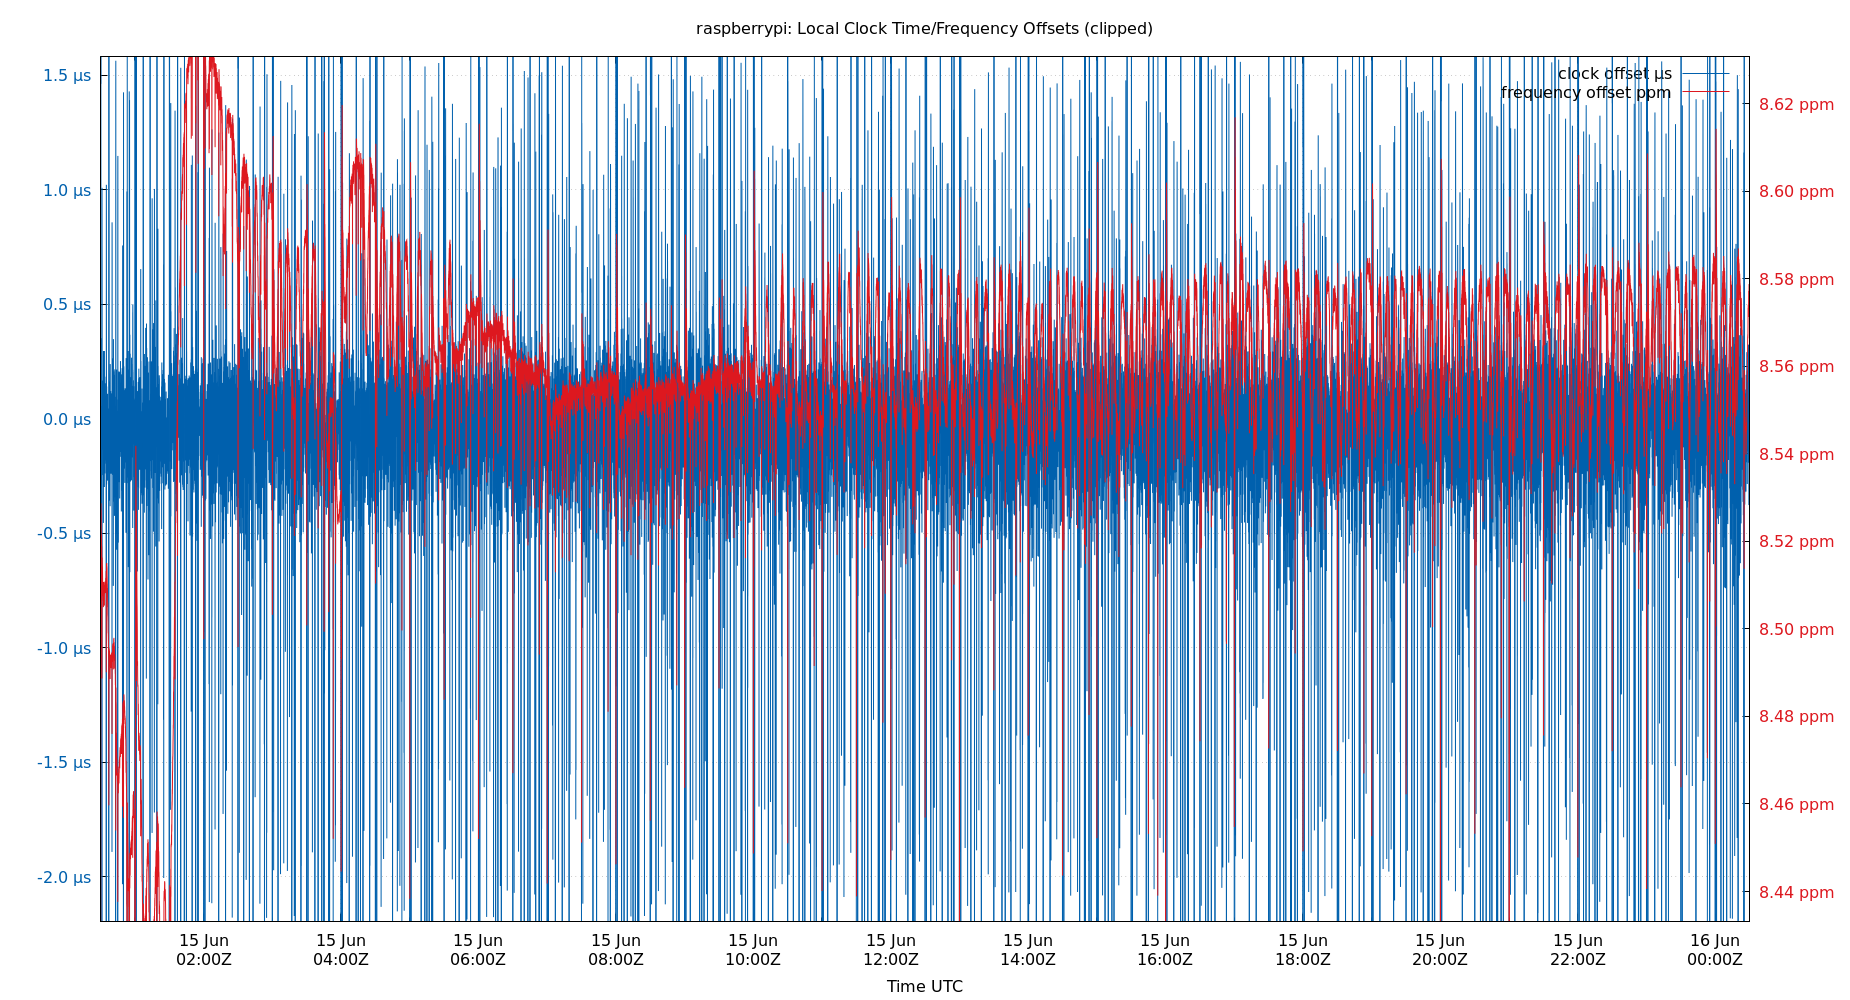 raspberrypi: Local Clock Time/Frequency Offsets (clipped)
clock offset µs
frequency offset ppm
1.5 µs
1.0 µs
0.5 µs
0.0 µs
-0.5 µs
-1.0 µs
-1.5 µs
-2.0 µs
8.62 ppm
8.60 ppm
8.58 ppm
8.56 ppm
8.54 ppm
8.52 ppm
8.50 ppm
8.48 ppm
8.46 ppm
8.44 ppm
15 Jun 15 Jun 15 Jun 15 Jun 15 Jun 15 Jun 15 Jun 15 Jun 15 Jun 15 Jun 15 Jun 16 Jun
02:00Z 04:00Z 06:00Z 08:00Z 10:00Z 12:00Z 14:00Z 16:00Z 18:00Z 20:00Z 22:00Z 00:00Z
Time UTC